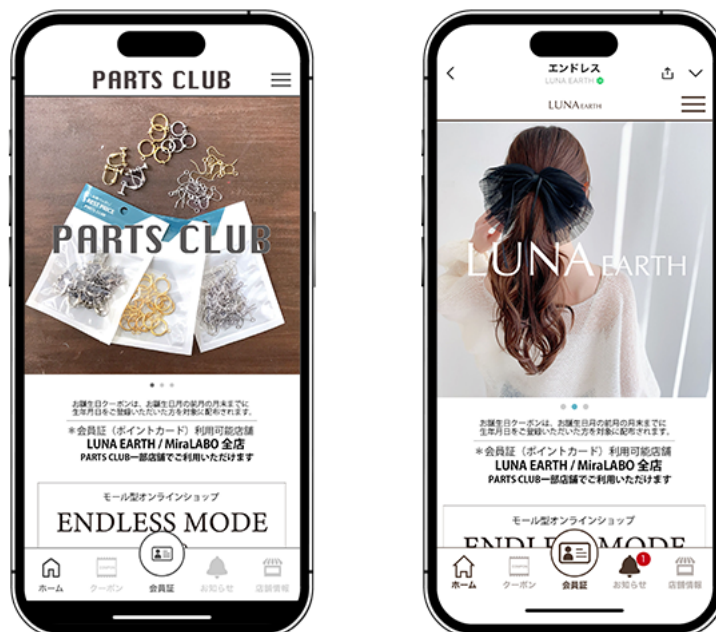 PARTS CLUB
BEST PRICE
PARTS CLUB
お誕生日クーポンは、お誕生日月の前月の月末までに
生年月日をご登録いただいた方を対象に配布されます。
＊会員証（ポイントカード）利用可能店舗
LUNA EARTH / MiraLABO 全店
PARTS CLUB一部店舗でご利用いただけます
モール型オンラインショップ
ENDLESS MODE
ホーム
クーポン
会員証
お知らせ
店舗情報
エンドレス
LUNA EARTH
LUNA EARTH
LUNA EARTH
お誕生日クーポンは、お誕生日月の前月の月末までに
生年月日をご登録いただいた方を対象に配布されます。
＊会員証（ポイントカード）利用可能店舗
LUNA EARTH / MiraLABO 全店
PARTS CLUB一部店舗でご利用いただけます
モール型オンラインショップ
ENDLESS MODE
1
ホーム
クーポン
会員証
お知らせ
店舗情報